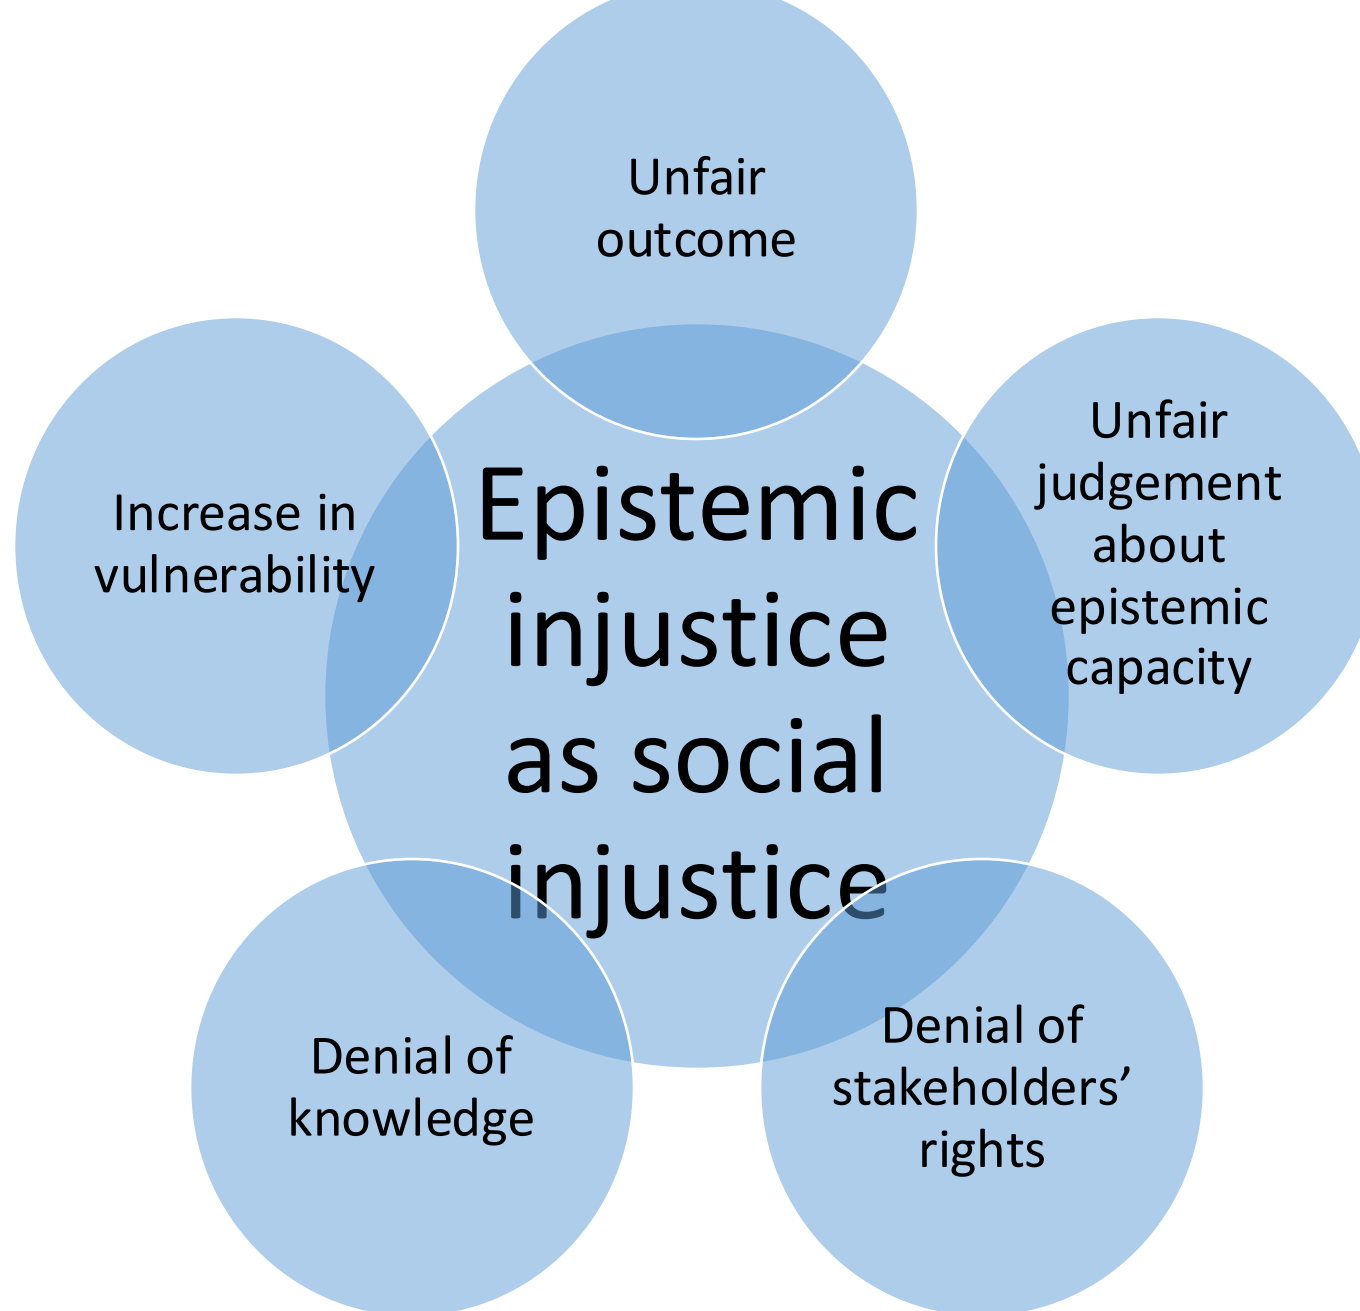 Unfair
outcome
Unfair
judgement
about
epistemic
capacity
Increase in
vulnerability
Epistemic
injustice
as social
injustice
Denial of
knowledge
Denial of
stakeholders’
rights